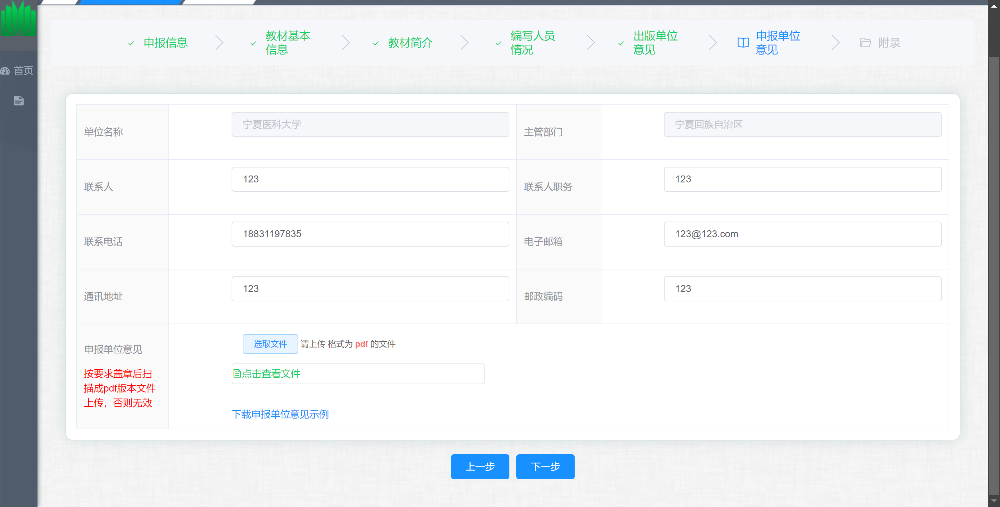 申报信息
教材基本
信息
教材简介
编写人员
情况
出版单位
意见
申报单位
意见
附录
首页
单位名称
宁夏医科大学
主管部门
宁夏回族自治区
联系人
123
联系人职务
123
联系电话
18831197835
电子邮箱
123@123.com
通讯地址
123
邮政编码
123
申报单位意见
按要求盖章后扫
描成pdf版本文件
上传，否则无效
选取文件 请上传 格式为 pdf 的文件
点击查看文件
下载申报单位意见示例
上一步
下一步